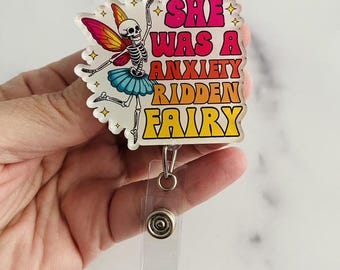 SHE
WAS A
ANXIETY
RIDDEN
FAIRY